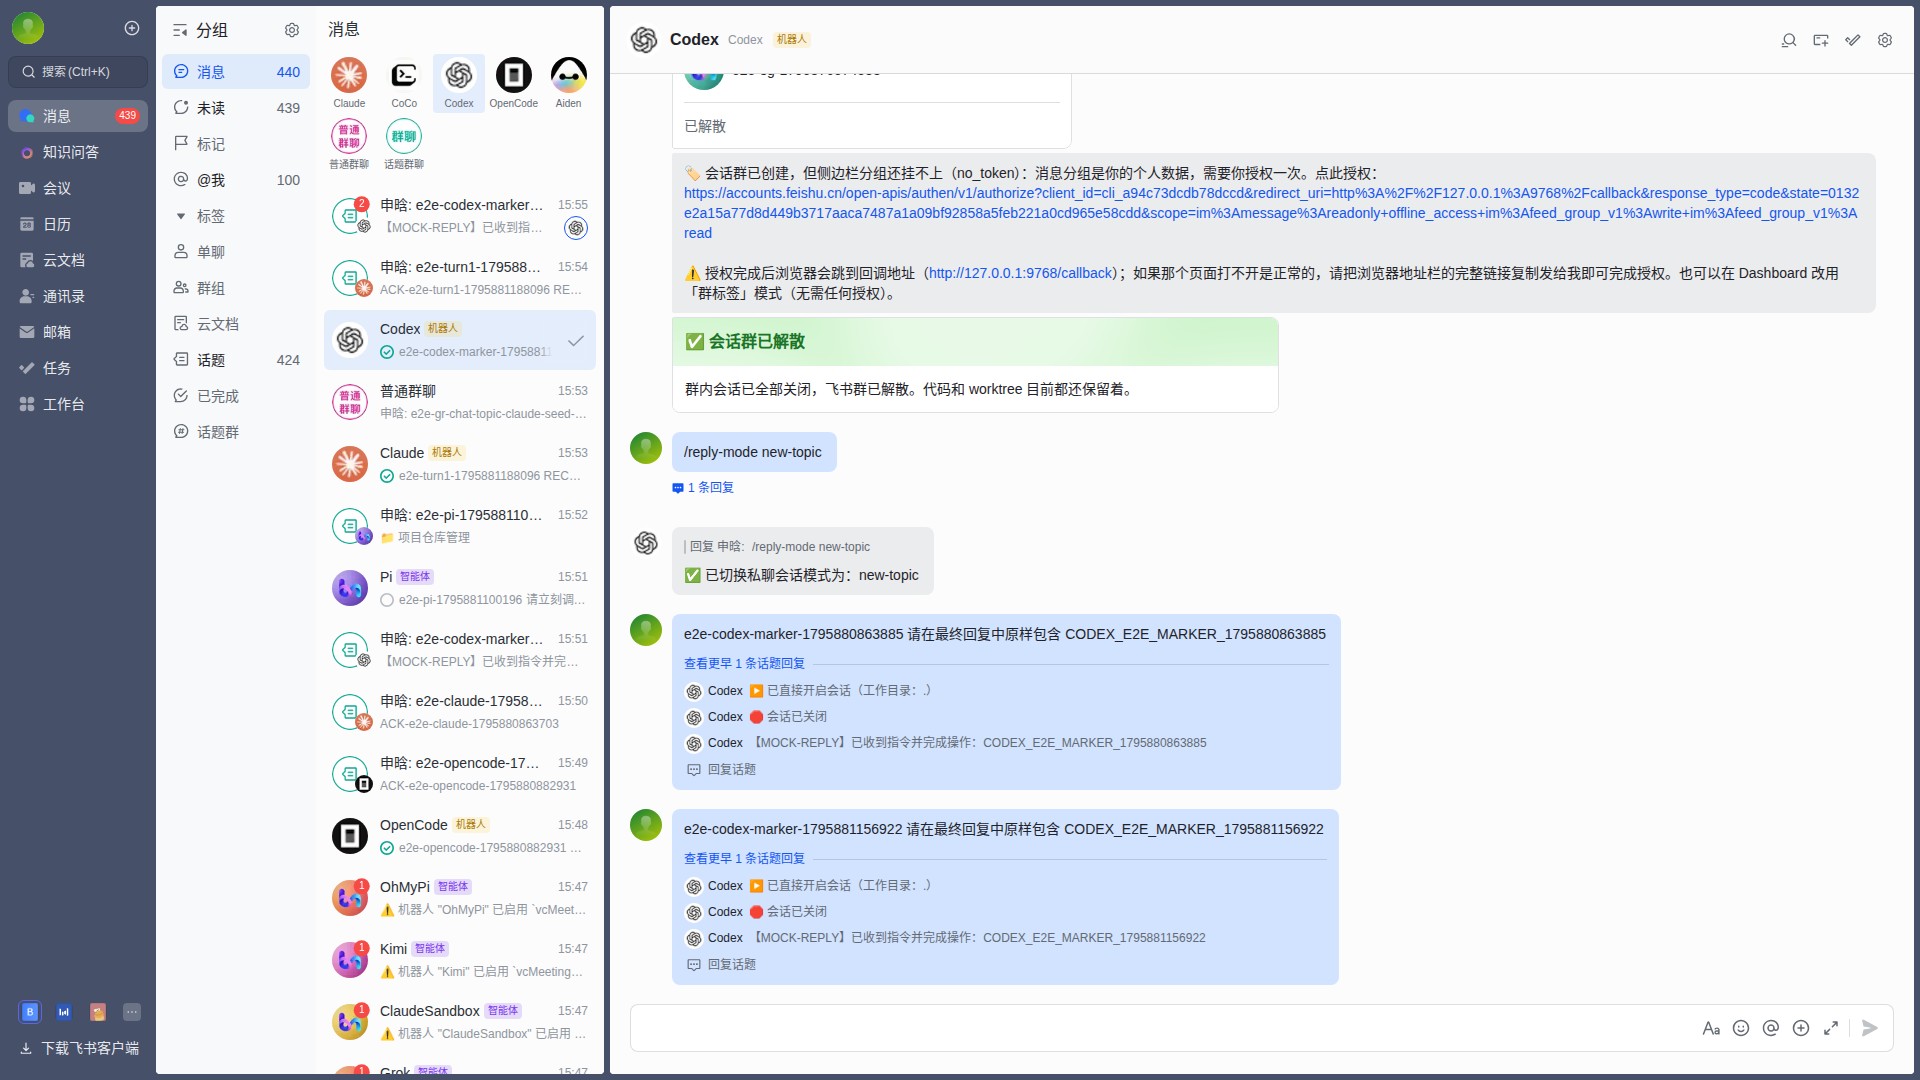 搜索 (Ctrl+K)
消息 439
知识问答
会议
日历
云文档
通讯录
邮箱
任务
工作台
下载飞书客户端
分组
消息 440
未读 439
标记
@我 100
标签
单聊
群组
云文档
话题 424
已完成
话题群
消息
Claude
CoCo
Codex
OpenCode
Aiden
普通群聊
普通群聊
群聊
话题群聊
2
申晗: e2e-codex-marker… 15:55
【MOCK-REPLY】已收到指…
申晗: e2e-turn1-179588… 15:54
ACK-e2e-turn1-1795881188096 RE…
Codex 机器人
e2e-codex-marker-17958811
普通群聊
普通群聊 15:53
申晗: e2e-gr-chat-topic-claude-seed-…
Claude 机器人 15:53
e2e-turn1-1795881188096 REC…
申晗: e2e-pi-179588110… 15:52
📁 项目仓库管理
Pi 智能体 15:51
e2e-pi-1795881100196 请立刻调…
申晗: e2e-codex-marker… 15:51
【MOCK-REPLY】已收到指令并完…
申晗: e2e-claude-17958… 15:50
ACK-e2e-claude-1795880863703
申晗: e2e-opencode-17… 15:49
ACK-e2e-opencode-1795880882931
OpenCode 机器人 15:48
e2e-opencode-1795880882931 …
1
OhMyPi 智能体 15:47
⚠️ 机器人 "OhMyPi" 已启用 `vcMeet…
1
Kimi 智能体 15:47
⚠️ 机器人 "Kimi" 已启用 `vcMeeting…
1
ClaudeSandbox 智能体 15:47
⚠️ 机器人 "ClaudeSandbox" 已启用 …
1
Grok 智能体 15:47
Codex Codex 机器人
已解散
🏷️ 会话群已创建，但侧边栏分组还挂不上（no_token）：消息分组是你的个人数据，需要你授权一次。点此授权：
https://accounts.feishu.cn/open-apis/authen/v1/authorize?client_id=cli_a94c73dcdb78dccd&redirect_uri=http%3A%2F%2F127.0.0.1%3A9768%2Fcallback&response_type=code&state=0132
e2a15a77d8d449b3717aaca7487a1a09bf92858a5feb221a0cd965e58cdd&scope=im%3Amessage%3Areadonly+offline_access+im%3Afeed_group_v1%3Awrite+im%3Afeed_group_v1%3A
read
⚠️ 授权完成后浏览器会跳到回调地址（http://127.0.0.1:9768/callback）；如果那个页面打不开是正常的，请把浏览器地址栏的完整链接复制发给我即可完成授权。也可以在 Dashboard 改用
「群标签」模式（无需任何授权）。
✅ 会话群已解散
群内会话已全部关闭，飞书群已解散。代码和 worktree 目前都还保留着。
/reply-mode new-topic
1 条回复
回复 申晗：/reply-mode new-topic
✅ 已切换私聊会话模式为：new-topic
e2e-codex-marker-1795880863885 请在最终回复中原样包含 CODEX_E2E_MARKER_1795880863885
查看更早 1 条话题回复
Codex ▶️ 已直接开启会话（工作目录：.）
Codex 🛑 会话已关闭
Codex 【MOCK-REPLY】已收到指令并完成操作：CODEX_E2E_MARKER_1795880863885
回复话题
e2e-codex-marker-1795881156922 请在最终回复中原样包含 CODEX_E2E_MARKER_1795881156922
查看更早 1 条话题回复
Codex ▶️ 已直接开启会话（工作目录：.）
Codex 🛑 会话已关闭
Codex 【MOCK-REPLY】已收到指令并完成操作：CODEX_E2E_MARKER_1795881156922
回复话题
Aa